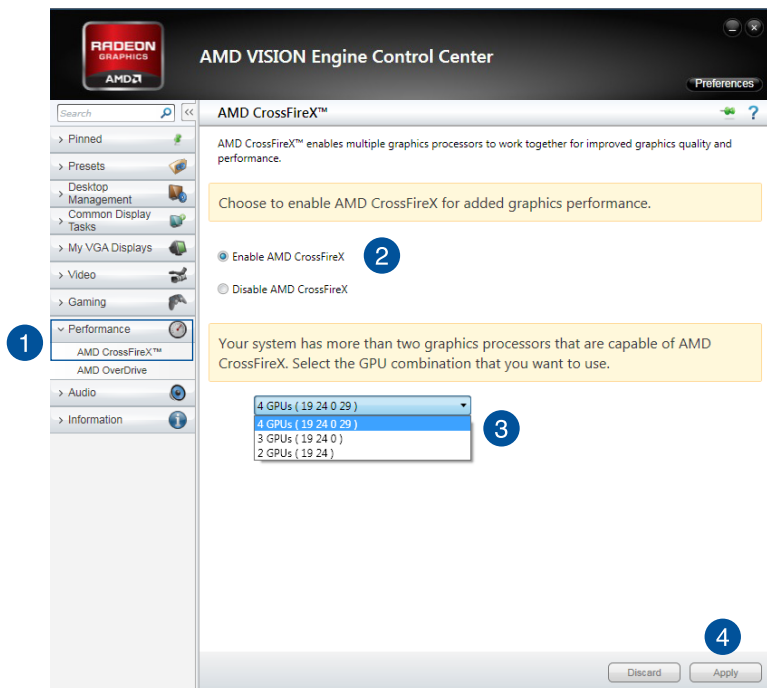 RADEON
GRAPHICS
AMD
AMD VISION Engine Control Center
Preferences
Search
<<
AMD CrossFireX™
?
> Pinned
> Presets
> Desktop
Management
> Common Display
Tasks
> My VGA Displays
> Video
> Gaming
1
Performance
AMD CrossFireX™
AMD OverDrive
> Audio
> Information
AMD CrossFireX™ enables multiple graphics processors to work together for improved graphics quality and
performance.
Choose to enable AMD CrossFireX for added graphics performance.
Enable AMD CrossFireX
2
Disable AMD CrossFireX
Your system has more than two graphics processors that are capable of AMD
CrossFireX. Select the GPU combination that you want to use.
4 GPUs ( 19 24 0 29 )
4 GPUs ( 19 24 0 29 )
3 GPUs ( 19 24 0 )
2 GPUs ( 19 24 )
3
4
Discard
Apply